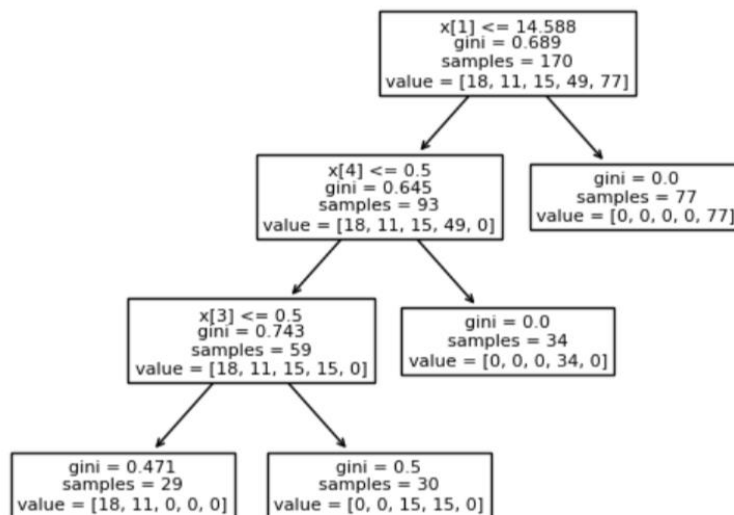 x[1] <= 14.588
gini = 0.689
samples = 170
value = [18, 11, 15, 49, 77]
x[4] <= 0.5
gini = 0.645
samples = 93
value = [18, 11, 15, 49, 0]
gini = 0.0
samples = 77
value = [0, 0, 0, 0, 77]
x[3] <= 0.5
gini = 0.743
samples = 59
value = [18, 11, 15, 15, 0]
gini = 0.0
samples = 34
value = [0, 0, 0, 34, 0]
gini = 0.471
samples = 29
value = [18, 11, 0, 0, 0]
gini = 0.5
samples = 30
value = [0, 0, 15, 15, 0]